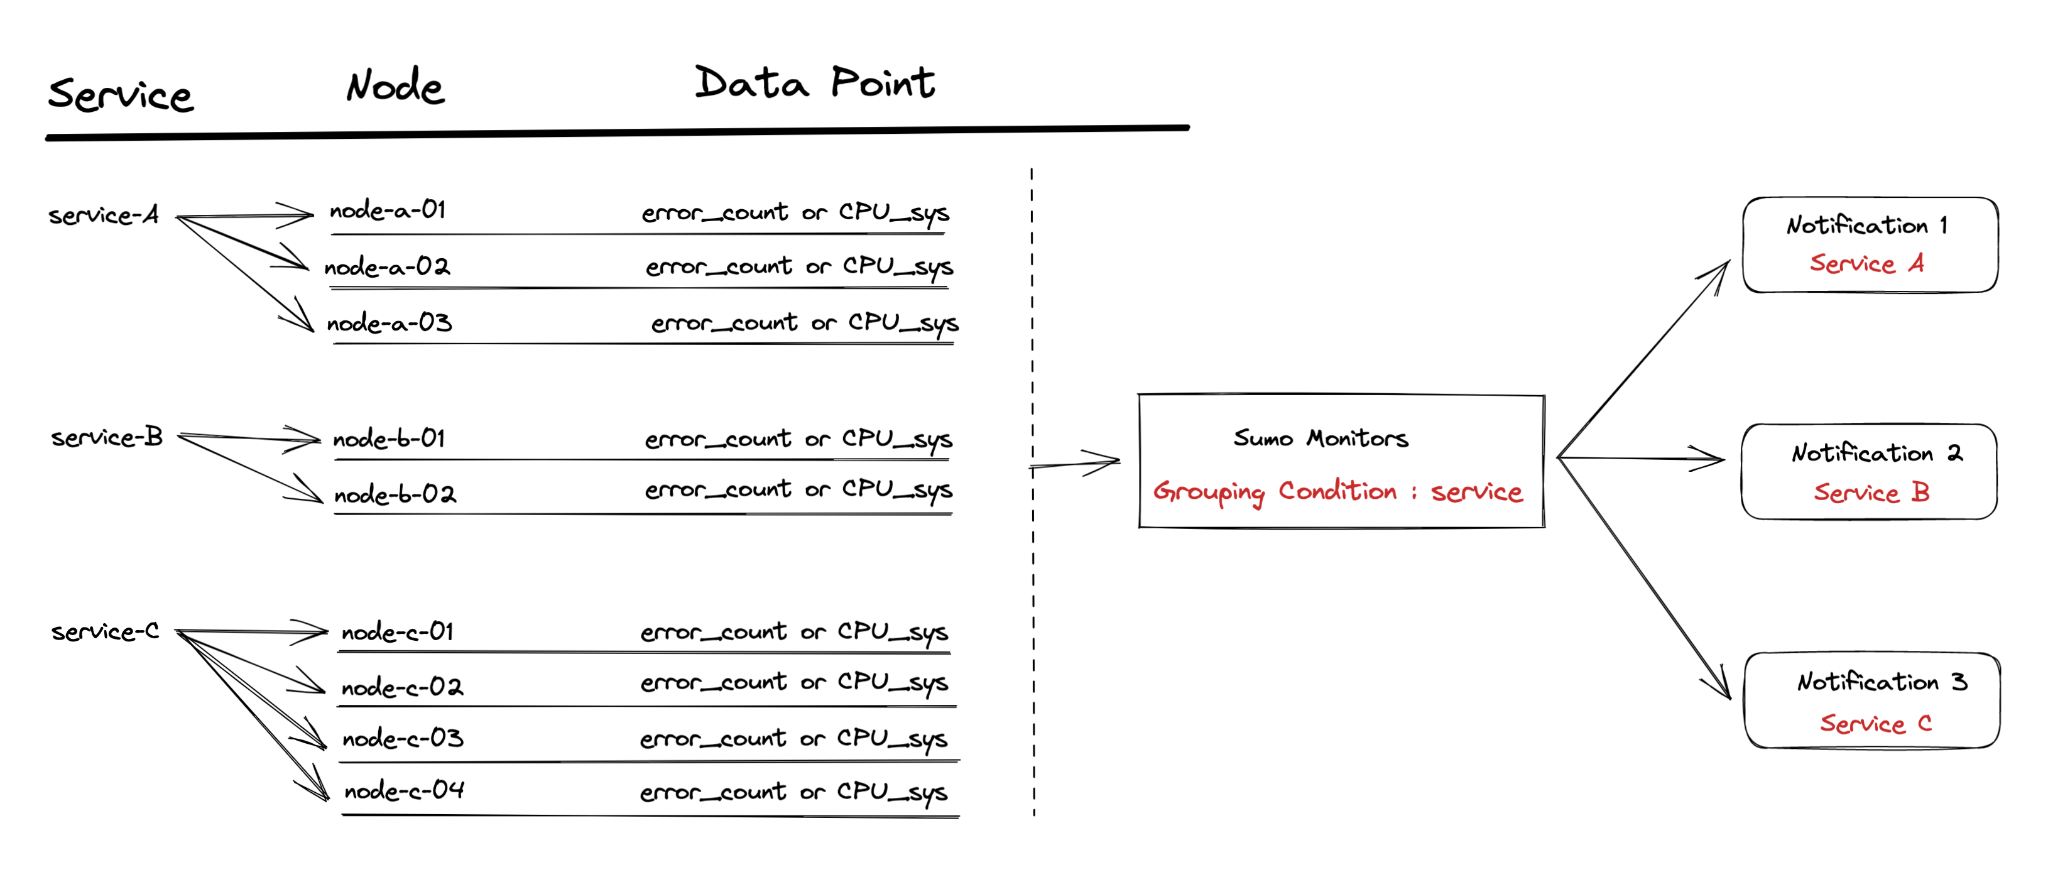 Service Node Data Point
service-A node-a-01 error_count or CPU_sys
node-a-02 error_count or CPU_sys
node-a-03 error_count or CPU_sys
service-B node-b-01 error_count or CPU_sys
node-b-02 error_count or CPU_sys
service-C node-c-01 error_count or CPU_sys
node-c-02 error_count or CPU_sys
node-c-03 error_count or CPU_sys
node-c-04 error_count or CPU_sys
Sumo Monitors
Grouping Condition : service
Notification 1
Service A
Notification 2
Service B
Notification 3
Service C